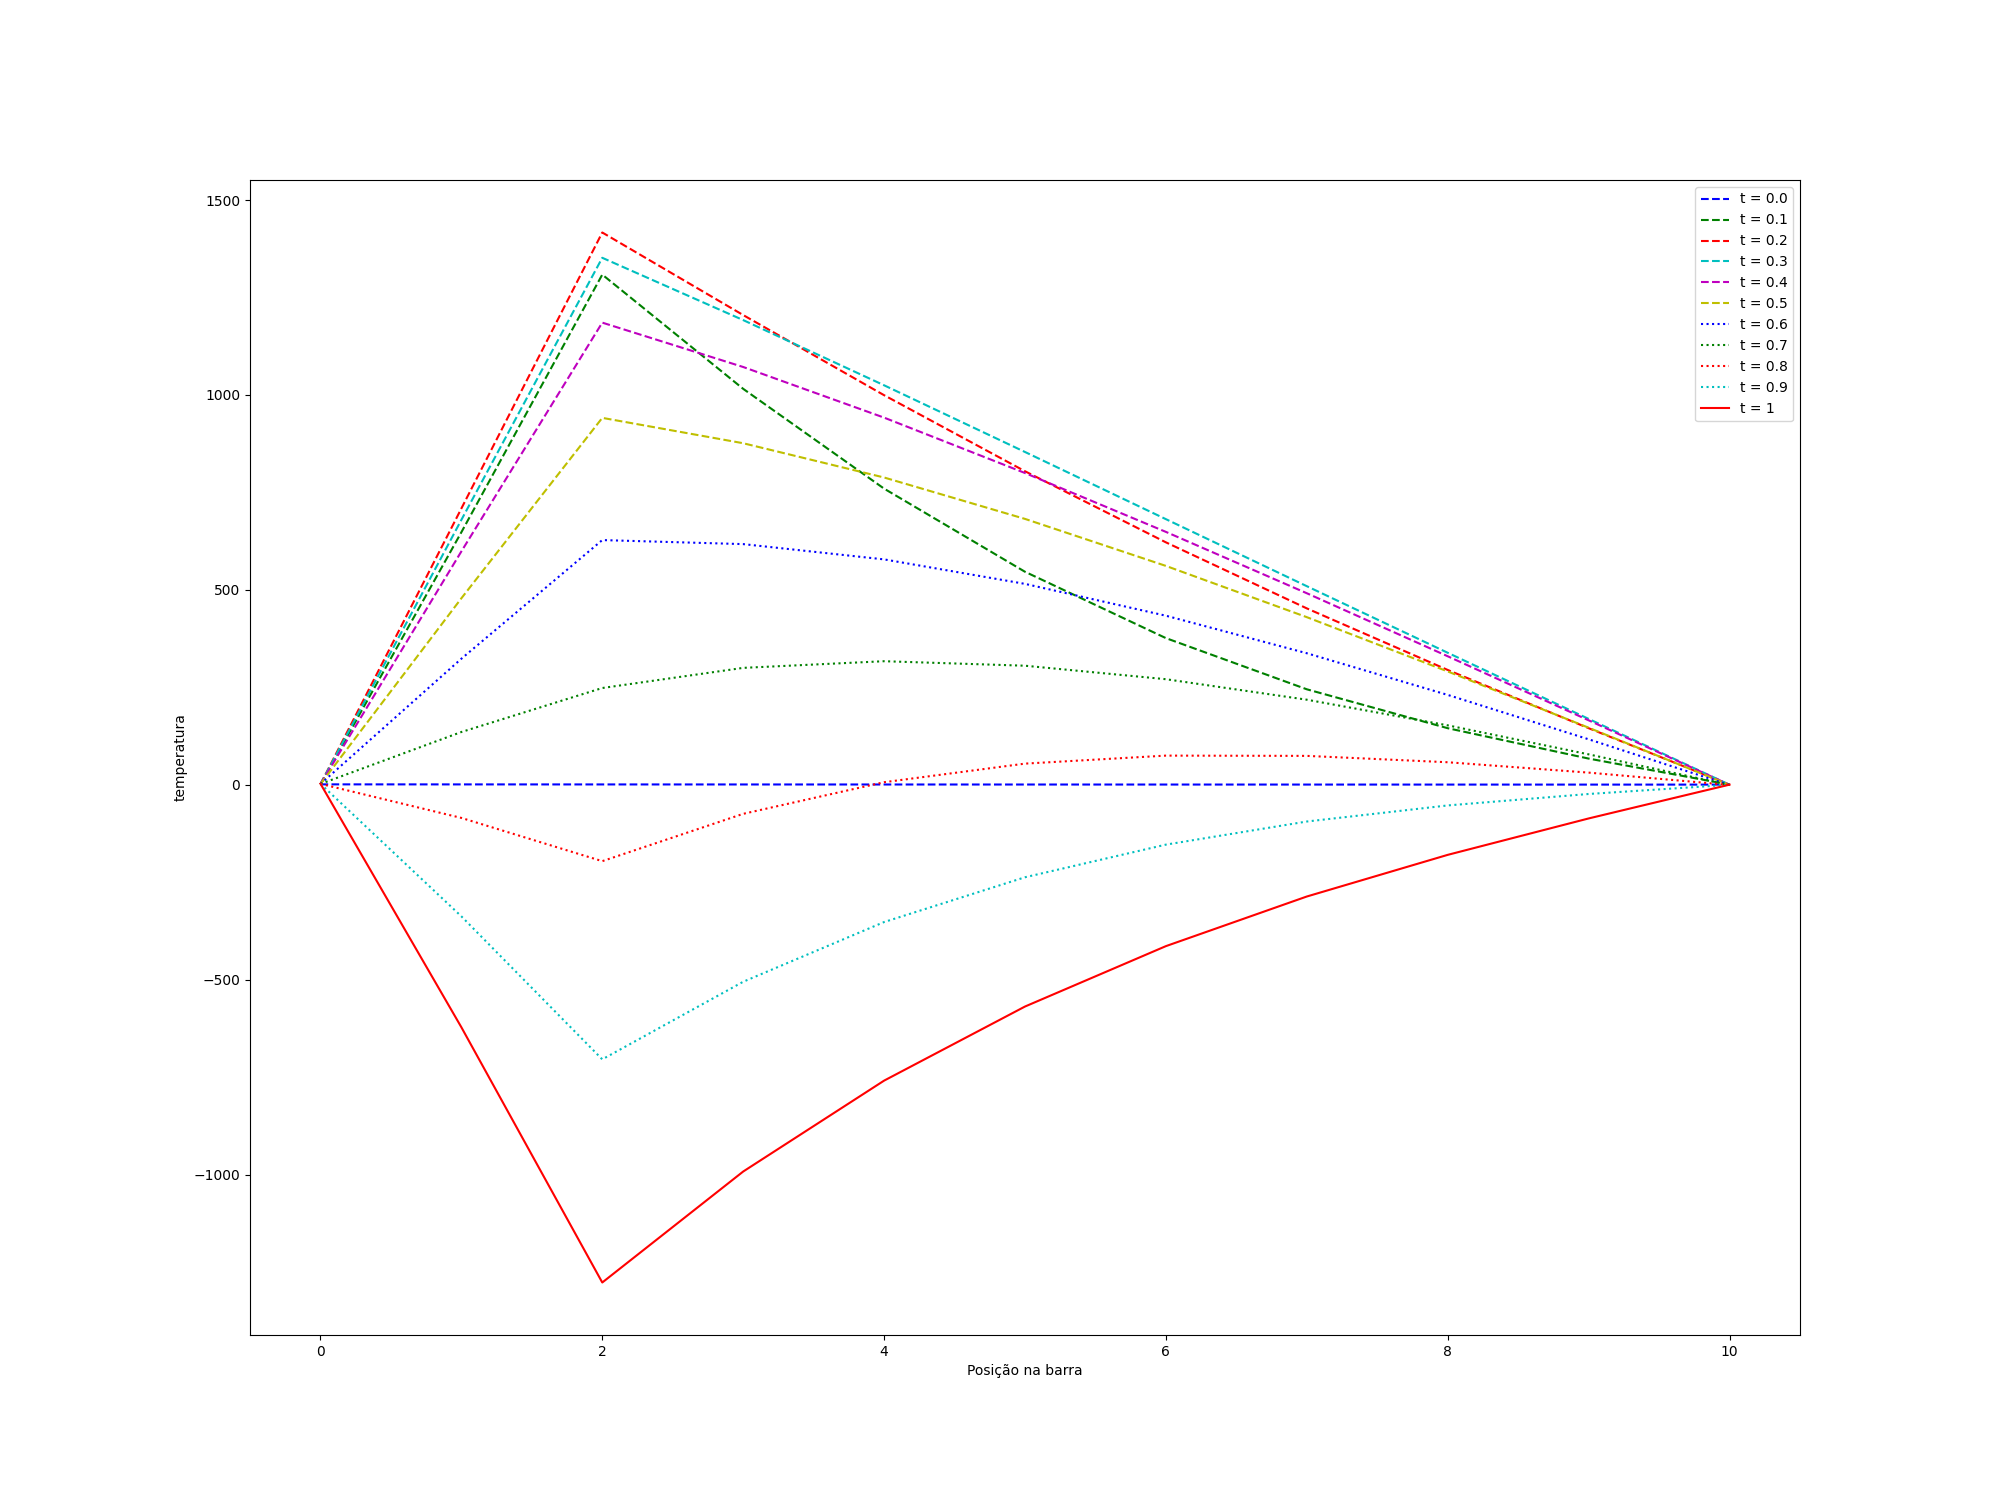 1500
1000
500
0
−500
−1000
temperatura
0
2
4
6
8
10
Posição na barra
t = 0.0
t = 0.1
t = 0.2
t = 0.3
t = 0.4
t = 0.5
t = 0.6
t = 0.7
t = 0.8
t = 0.9
t = 1